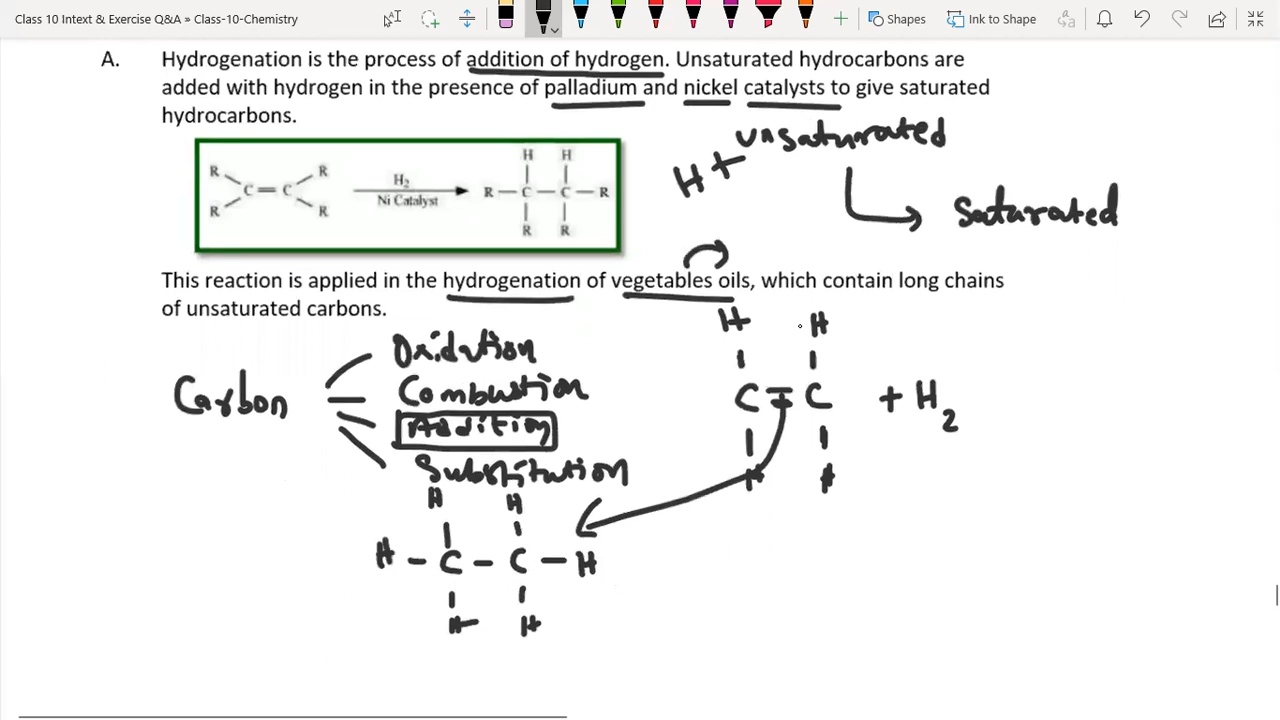 Class 10 Intext & Exercise Q&A » Class-10-Chemistry
Shapes
Ink to Shape
A. Hydrogenation is the process of addition of hydrogen. Unsaturated hydrocarbons are
added with hydrogen in the presence of palladium and nickel catalysts to give saturated
hydrocarbons.
H + unsaturated
Saturated
H H
R R
C = C
R R
H₂
Ni Catalyst
R — C — C — R
R R
This reaction is applied in the hydrogenation of vegetables oils, which contain long chains
of unsaturated carbons.
Carbon
Oxidation
Combustion
Addition
Substitution
H H
C = C + H₂
H H
H H
H — C — C — H
H H